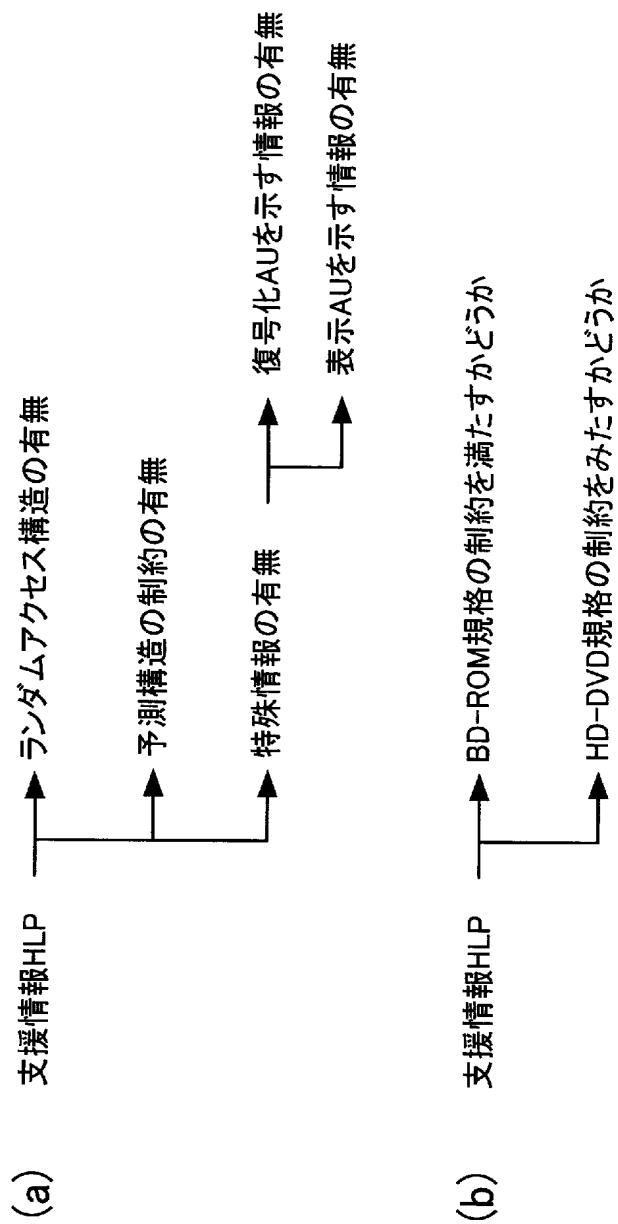 (a)
支援情報HLP
ランダムアクセス構造の有無
予測構造の制約の有無
特殊情報の有無
復号化AUを示す情報の有無
表示AUを示す情報の有無
(b)
支援情報HLP
BD-ROM規格の制約を満たすかどうか
HD-DVD規格の制約をみたすかどうか